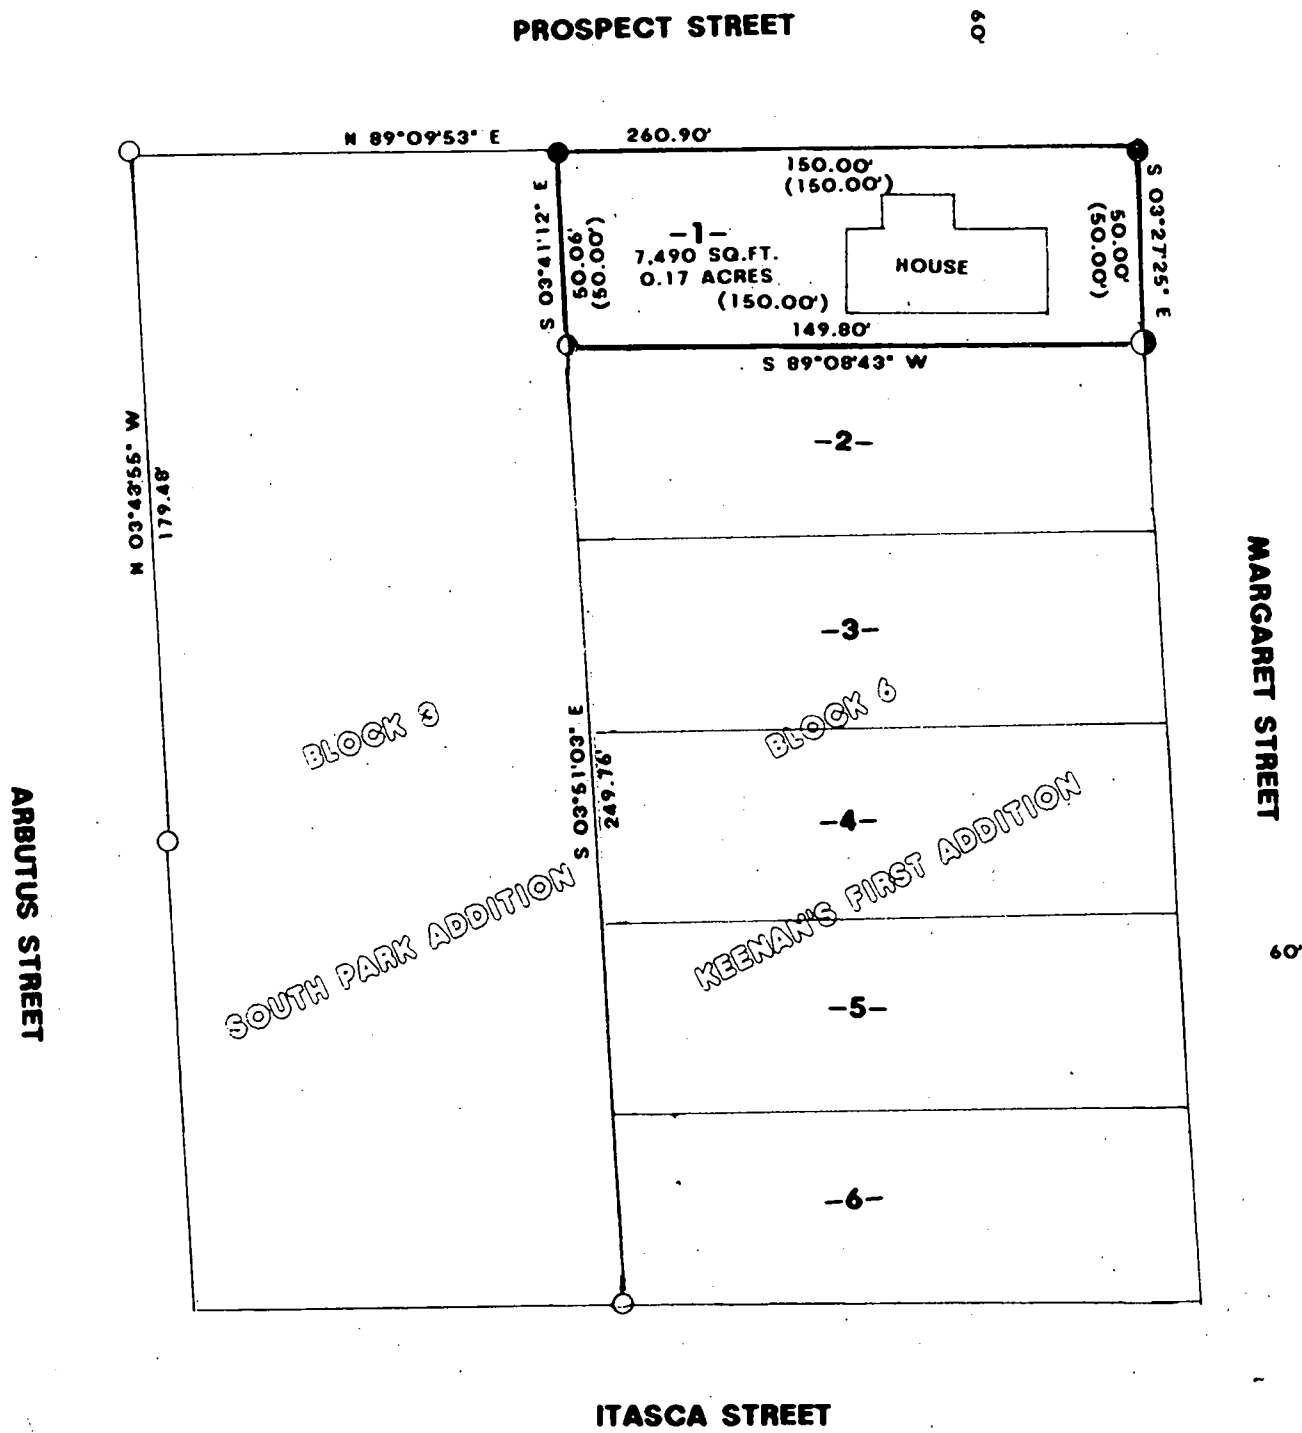 PROSPECT STREET
60'
N 89°09'53" E
260.90'
150.00'
(150.00')
S 03°41'12" E
50.06'
(50.00')
-1-
7,490 SQ.FT.
0.17 ACRES
(150.00')
HOUSE
S 03°27'25" E
50.00'
(50.00')
149.80'
S 89°08'43" W
-2-
N 03°43'55" W
179.48'
-3-
BLOCK 3
BLOCK 6
S 03°51'03" E
249.76'
MARGARET STREET
-4-
ARBUTUS STREET
SOUTH PARK ADDITION
KEENAN'S FIRST ADDITION
60'
-5-
-6-
ITASCA STREET